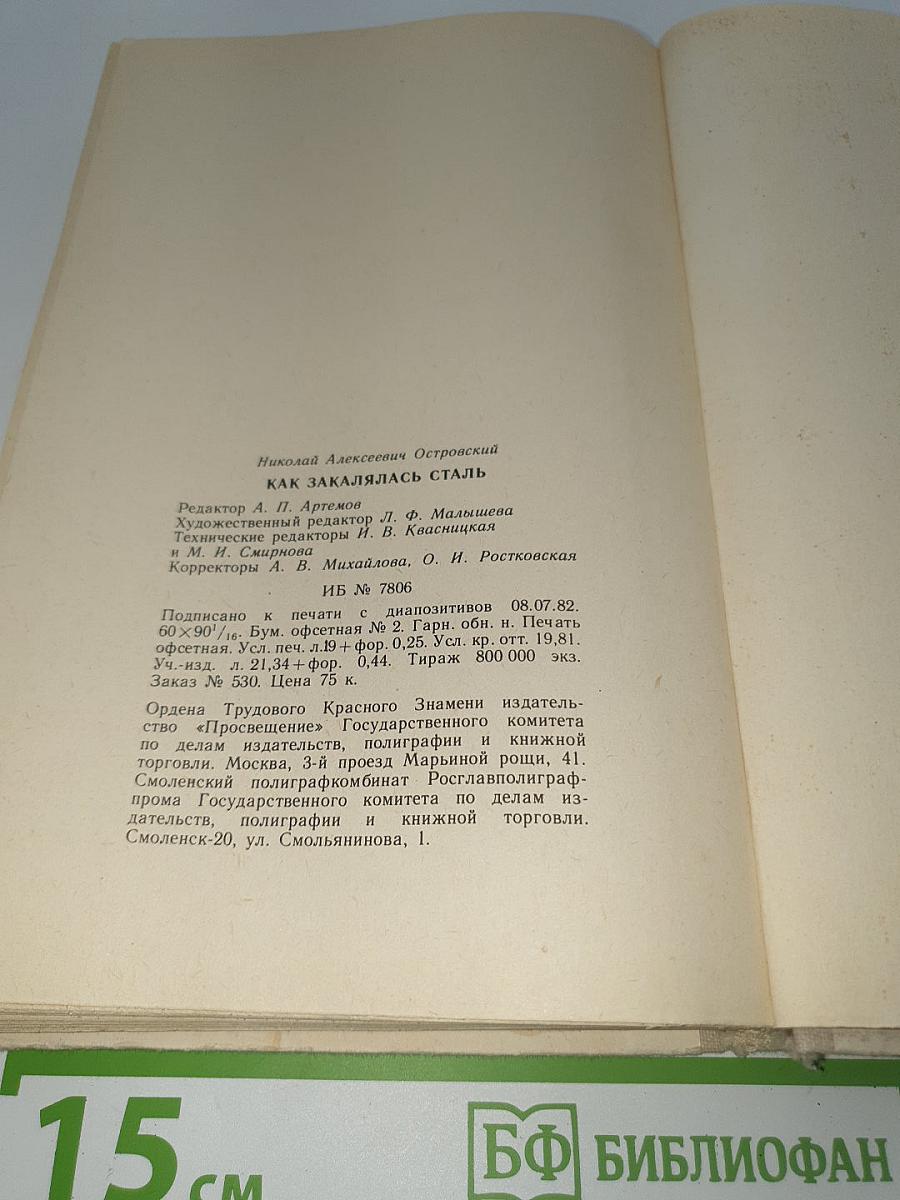 Николай Алексеевич Островский
КАК ЗАКАЛЯЛАСЬ СТАЛЬ
Редактор А. П. Артемов
Художественный редактор Л. Ф. Малышева
Технические редакторы И. В. Квасницкая
и М. И. Смирнова
Корректоры А. В. Михайлова, О. И. Ростковская
ИБ № 7806
Подписано к печати с диапозитивов 08.07.82.
60×90¹/₁₆. Бум. офсетная № 2. Гарн. обн. н. Печать
офсетная. Усл. печ. л.19+фор. 0,25. Усл. кр. отт. 19,81.
Уч.-изд. л. 21,34+фор. 0,44. Тираж 800 000 экз.
Заказ № 530. Цена 75 к.
Ордена Трудового Красного Знамени издатель-
ство «Просвещение» Государственного комитета
по делам издательств, полиграфии и книжной
торговли. Москва, 3-й проезд Марьиной рощи, 41.
Смоленский полиграфкомбинат Росглавполиграф-
прома Государственного комитета по делам из-
дательств, полиграфии и книжной торговли.
Смоленск-20, ул. Смольянинова, 1.
15 см
БФ БИБЛИОФАН